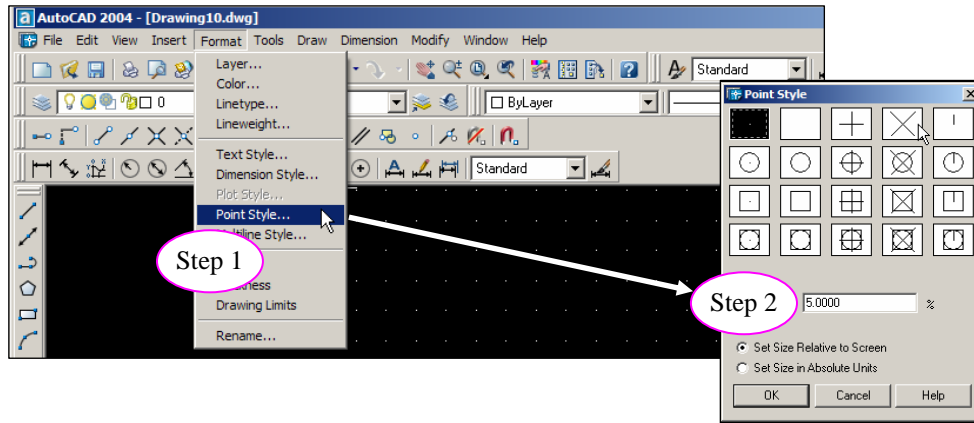 AutoCAD 2004 - [Drawing10.dwg]
File Edit View Insert Format Tools Draw Dimension Modify Window Help
Standard
0
ByLayer
Standard
Layer...
Color...
Linetype...
Lineweight...
Text Style...
Dimension Style...
Plot Style...
Point Style...
Style...
Drawing Limits
Rename...
Step 1
Point Style
Step 2
5.0000 %
Set Size Relative to Screen
Set Size in Absolute Units
OK Cancel Help